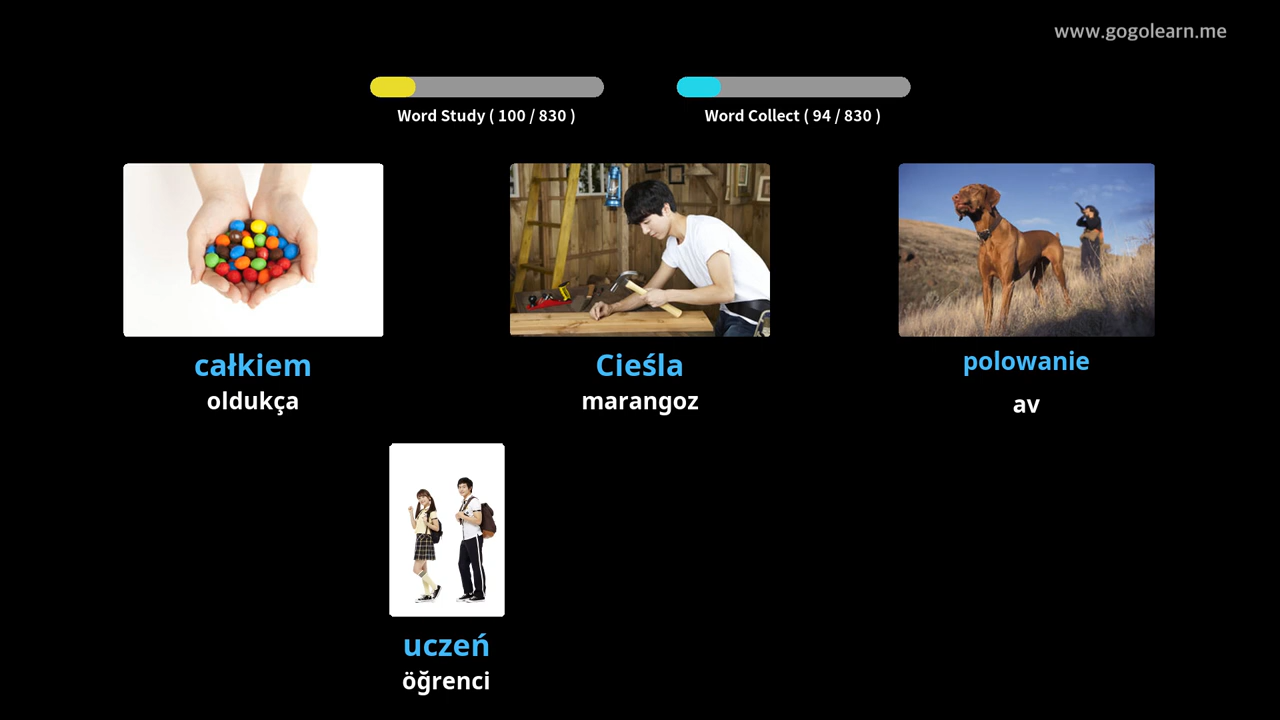 www.gogolearn.me
Word Study ( 100 / 830 )
Word Collect ( 94 / 830 )
całkiem
oldukça
Cieśla
marangoz
polowanie
av
uczeń
öğrenci